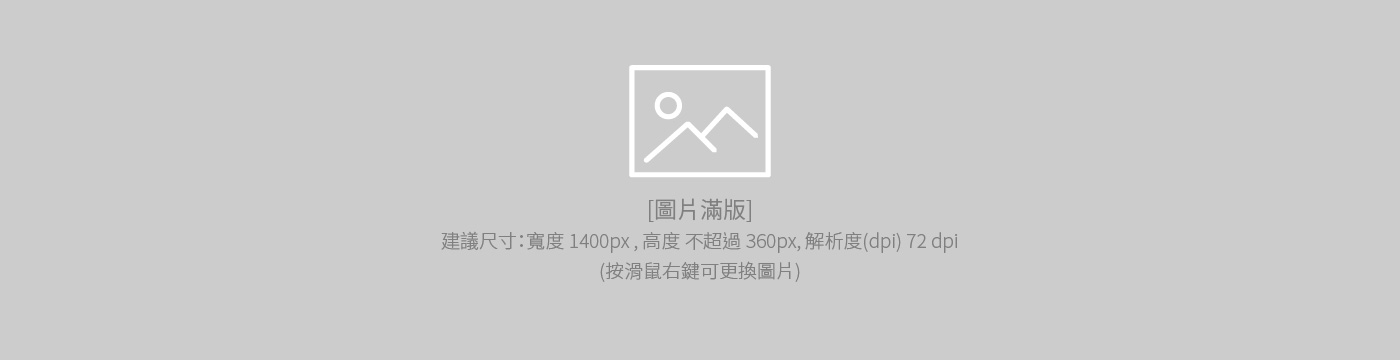 [圖片滿版]
建議尺寸:寬度 1400px , 高度 不超過 360px, 解析度(dpi) 72 dpi
(按滑鼠右鍵可更換圖片)